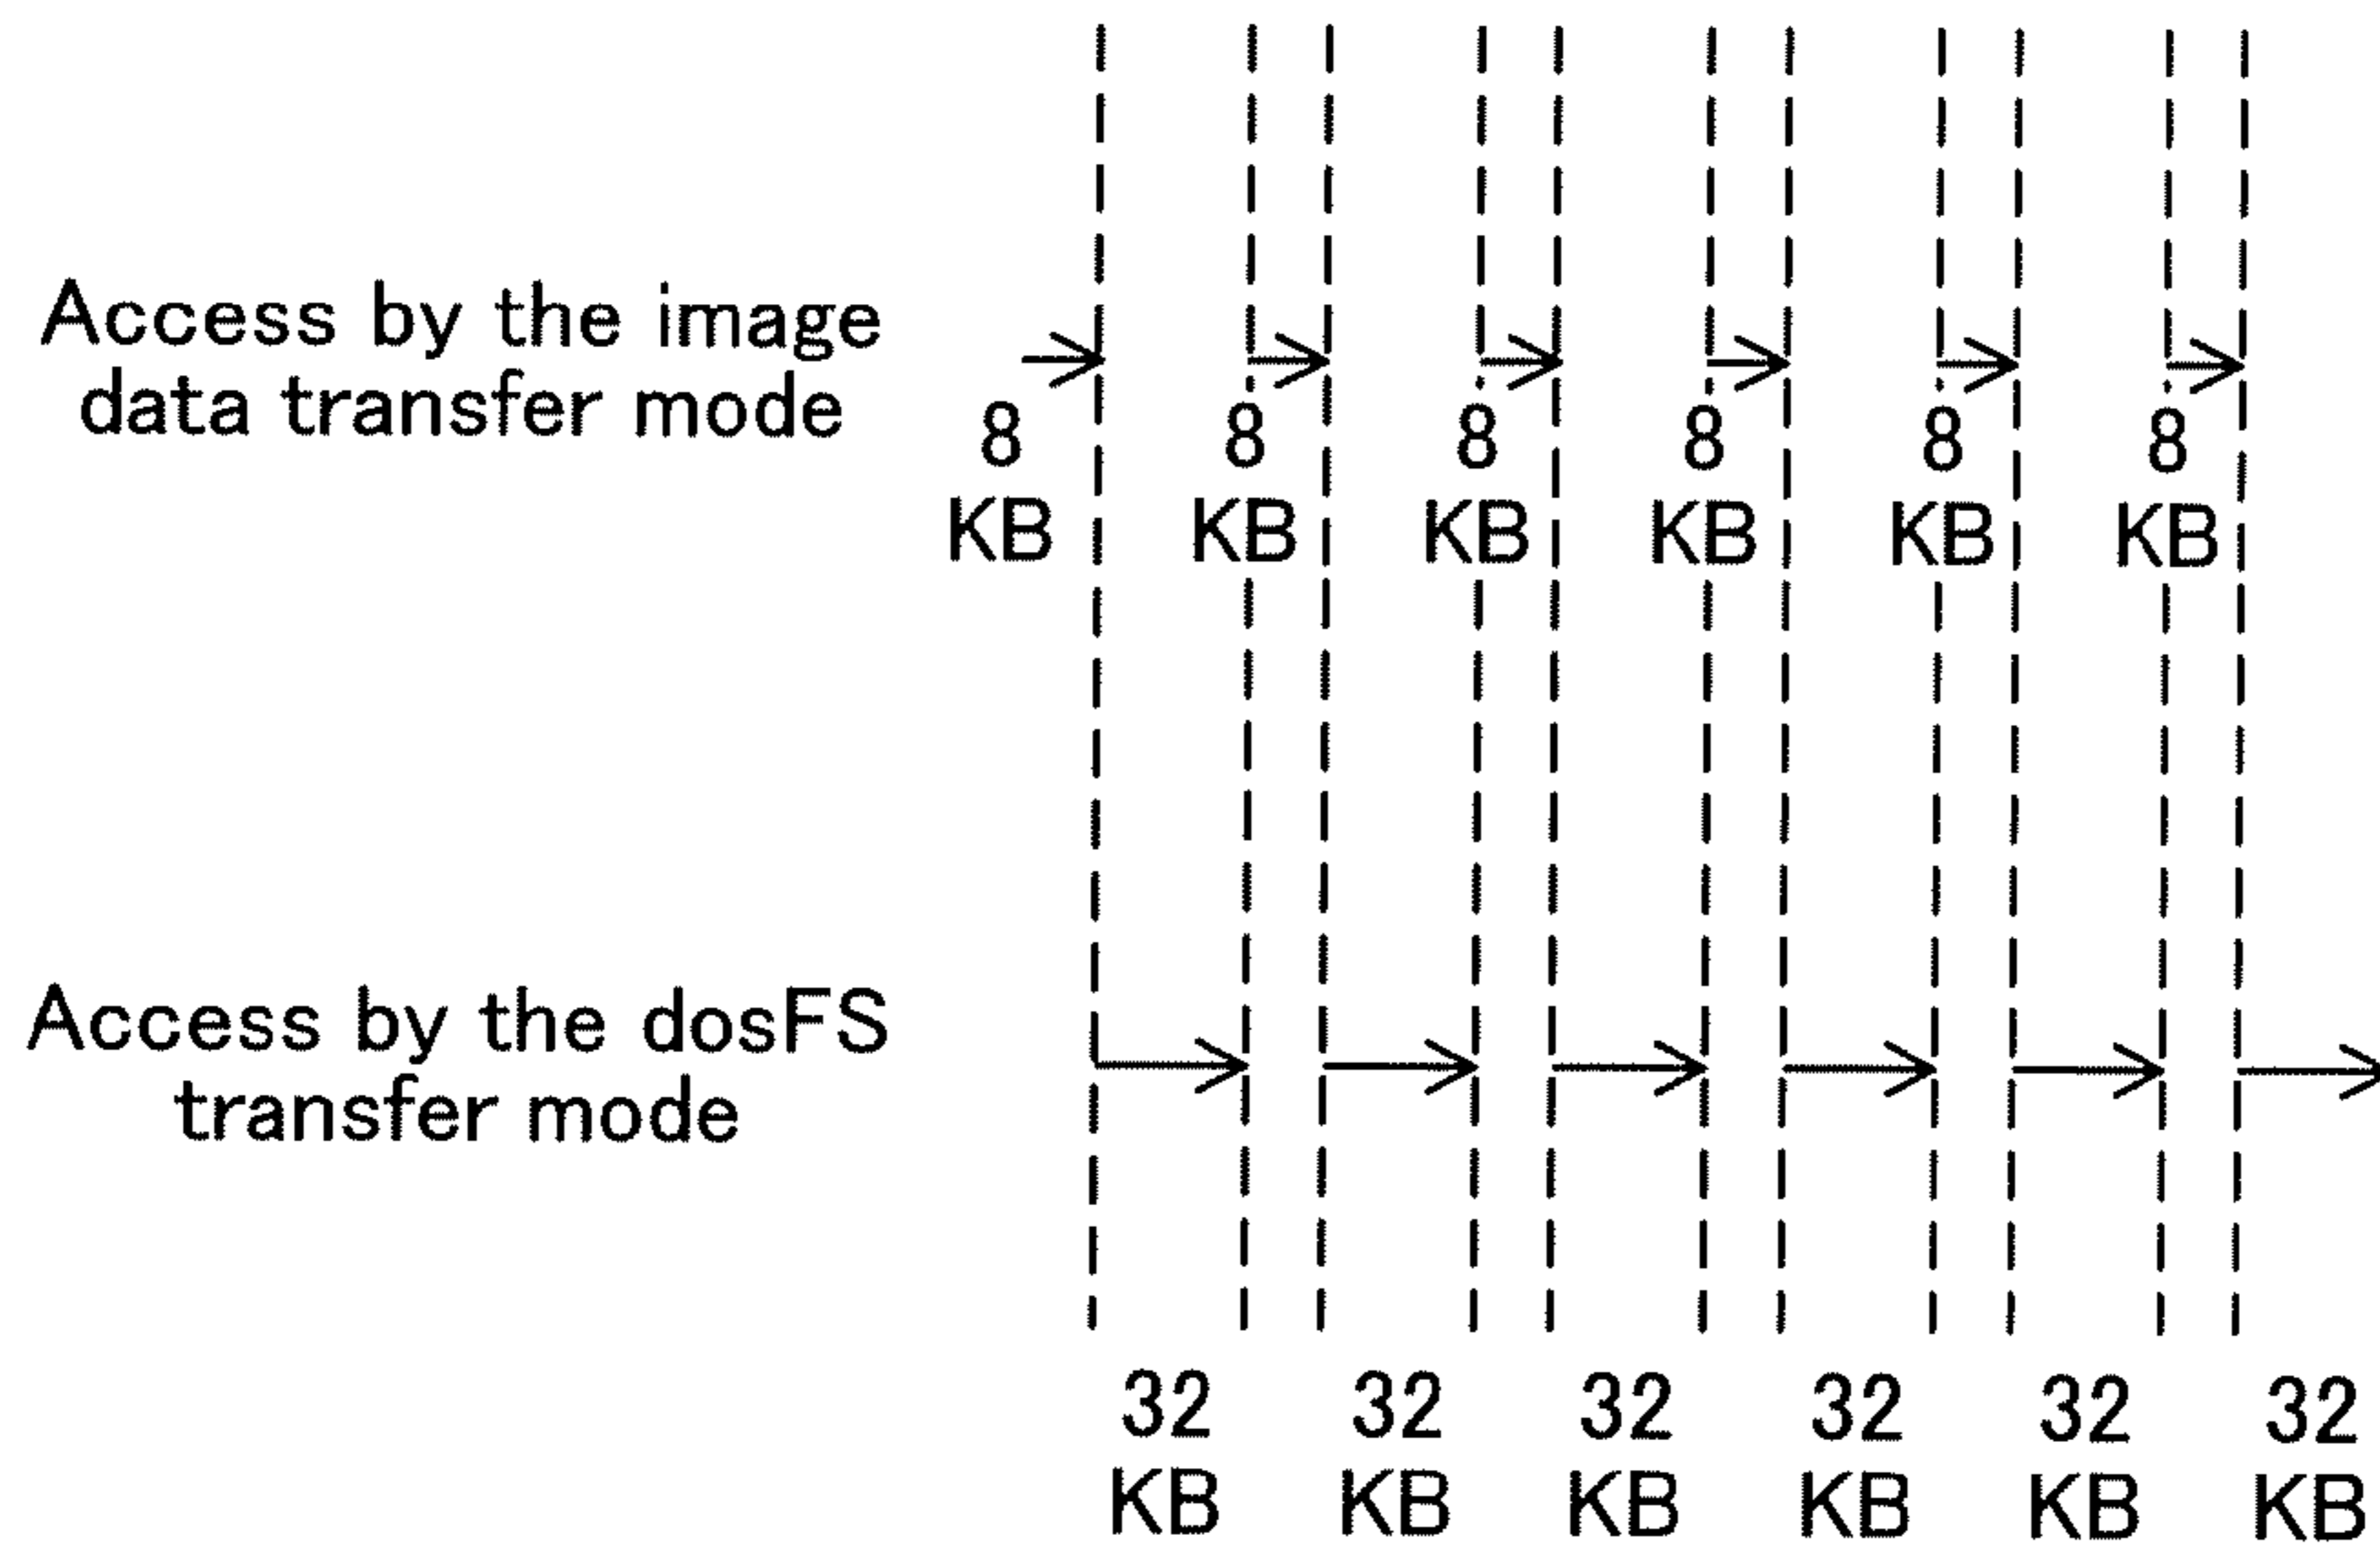 Access by the image
data transfer mode
8 8 8 8 8 8
KB KB KB KB KB KB
Access by the dosFS
transfer mode
32 32 32 32 32 32
KB KB KB KB KB KB